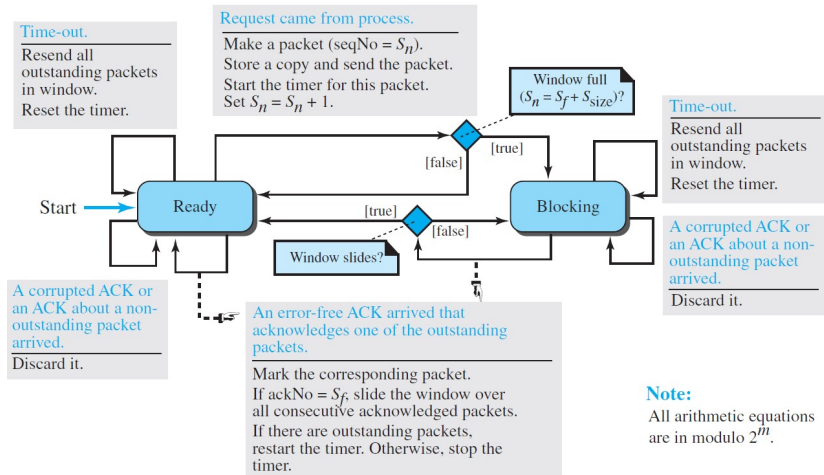 Time-out.
Resend all
outstanding packets
in window.
Reset the timer.
Request came from process.
Make a packet (seqNo = Sn).
Store a copy and send the packet.
Start the timer for this packet.
Set Sn = Sn + 1.
Window full
(Sn = Sf + Ssize)?
Time-out.
Resend all
outstanding packets
in window.
Reset the timer.
[false]
[true]
Start
Ready
[true]
[false]
Blocking
Window slides?
A corrupted ACK or
an ACK about a non-
outstanding packet
arrived.
Discard it.
A corrupted ACK or
an ACK about a non-
outstanding packet
arrived.
Discard it.
An error-free ACK arrived that
acknowledges one of the outstanding
packets.
Mark the corresponding packet.
If ackNo = Sf, slide the window over
all consecutive acknowledged packets.
If there are outstanding packets,
restart the timer. Otherwise, stop the
timer.
Note:
All arithmetic equations
are in modulo 2^m.